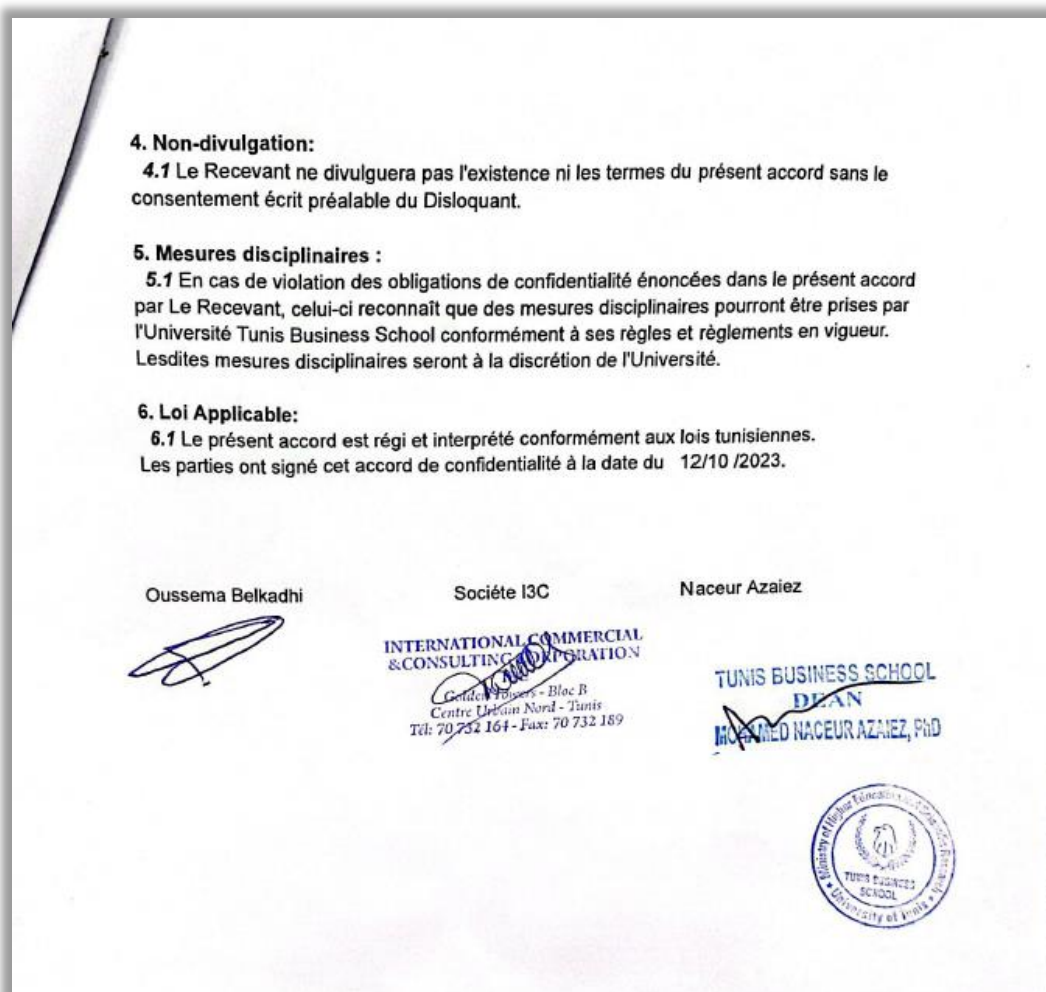 4. Non-divulgation:
4.1 Le Recevant ne divulguera pas l'existence ni les termes du présent accord sans le
consentement écrit préalable du Disloquant.
5. Mesures disciplinaires :
5.1 En cas de violation des obligations de confidentialité énoncées dans le présent accord
par Le Recevant, celui-ci reconnaît que des mesures disciplinaires pourront être prises par
l'Université Tunis Business School conformément à ses règles et règlements en vigueur.
Lesdites mesures disciplinaires seront à la discrétion de l'Université.
6. Loi Applicable:
6.1 Le présent accord est régi et interprété conformément aux lois tunisiennes.
Les parties ont signé cet accord de confidentialité à la date du 12/10 /2023.
Oussema Belkadhi
Sociéte I3C
Naceur Azaiez
INTERNATIONAL COMMERCIAL
&CONSULTING CORPORATION
Golden Towers - Bloc B
Centre Urbain Nord - Tunis
Tél: 70 732 164 - Fax: 70 732 189
TUNIS BUSINESS SCHOOL
DEAN
MOHAMED NACEUR AZAIEZ, PhD
Ministry of Higher Education and Scientific Research
TUNIS BUSINESS
SCHOOL
University of Tunis